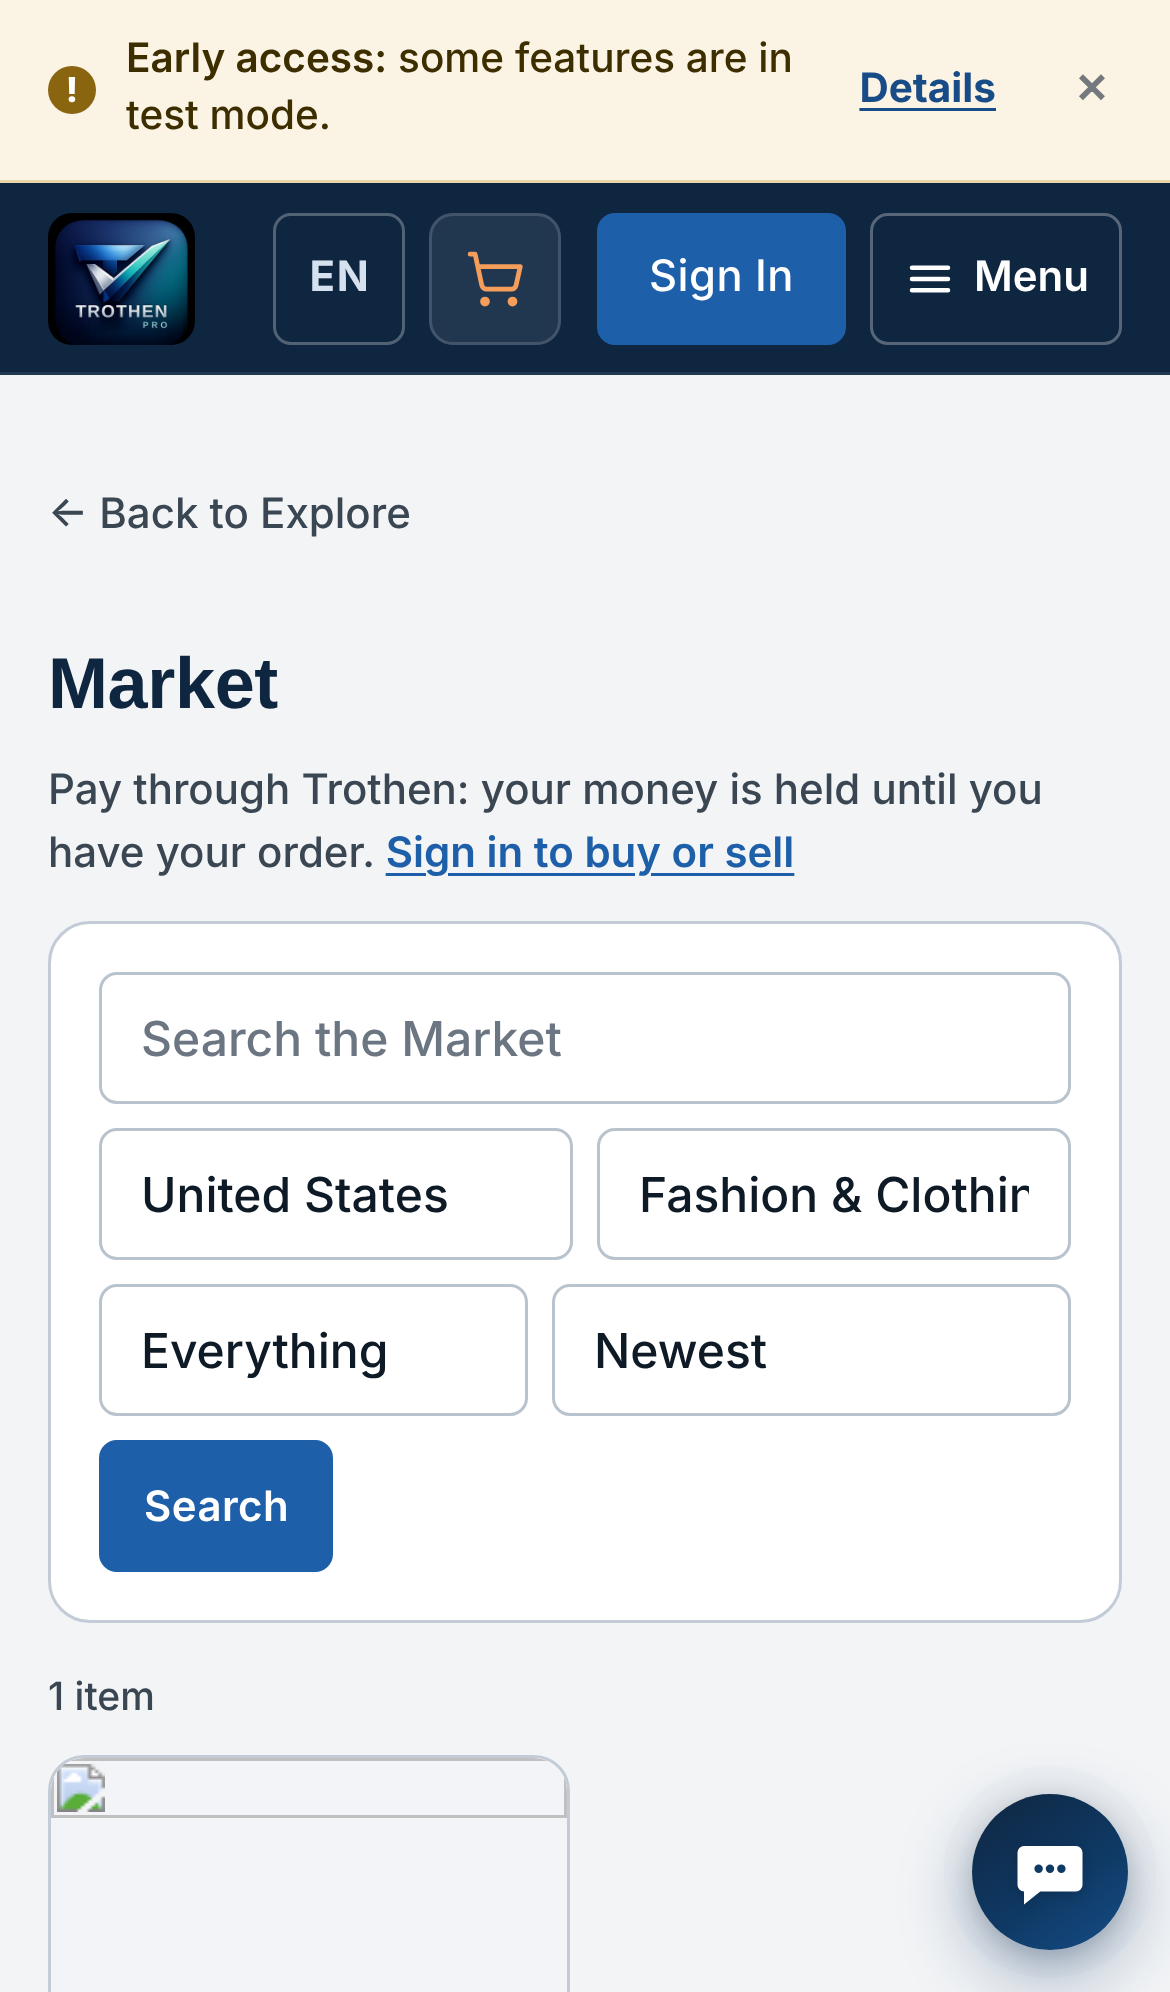 Early access: some features are in
test mode.
Details
×
TROTHEN
PRO
EN
Sign In
Menu
← Back to Explore
Market
Pay through Trothen: your money is held until you
have your order. Sign in to buy or sell
Search the Market
United States
Fashion & Clothin
Everything
Newest
Search
1 item